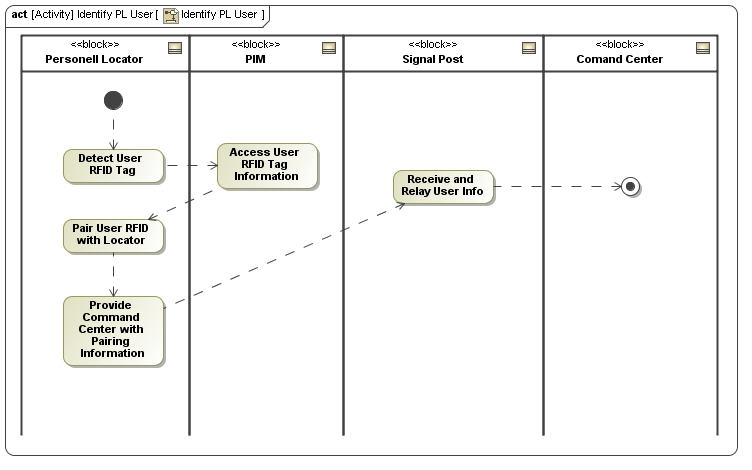 act [Activity] Identify PL User [ Identify PL User ]
<<block>>
Personell Locator
<<block>>
PIM
<<block>>
Signal Post
<<block>>
Comand Center
Detect User
RFID Tag
Access User
RFID Tag
Information
Receive and
Relay User Info
Pair User RFID
with Locator
Provide
Command
Center with
Pairing
Information